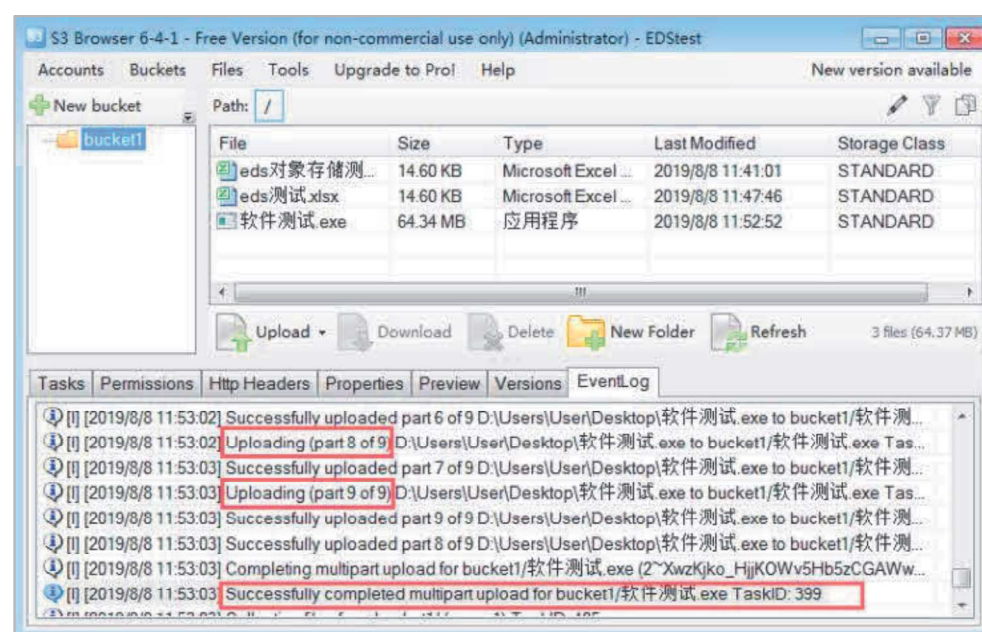 S3 Browser 6-4-1 - Free Version (for non-commercial use only) (Administrator) - EDStest
Accounts Buckets Files Tools Upgrade to Pro! Help New version available
New bucket Path: /
bucket1
File Size Type Last Modified Storage Class
eds对象存储测... 14.60 KB Microsoft Excel ... 2019/8/8 11:41:01 STANDARD
eds测试.xlsx 14.60 KB Microsoft Excel ... 2019/8/8 11:47:46 STANDARD
软件测试.exe 64.34 MB 应用程序 2019/8/8 11:52:52 STANDARD
Upload Download Delete New Folder Refresh 3 files (64.37 MB)
Tasks Permissions Http Headers Properties Preview Versions EventLog
[I] [2019/8/8 11:53:02] Successfully uploaded part 6 of 9 D:\Users\User\Desktop\软件测试.exe to bucket1/软件测...
[I] [2019/8/8 11:53:02] Uploading (part 8 of 9) D:\Users\User\Desktop\软件测试.exe to bucket1/软件测试.exe Tas...
[I] [2019/8/8 11:53:03] Successfully uploaded part 7 of 9 D:\Users\User\Desktop\软件测试.exe to bucket1/软件测...
[I] [2019/8/8 11:53:03] Uploading (part 9 of 9) D:\Users\User\Desktop\软件测试.exe to bucket1/软件测试.exe Tas...
[I] [2019/8/8 11:53:03] Successfully uploaded part 9 of 9 D:\Users\User\Desktop\软件测试.exe to bucket1/软件测...
[I] [2019/8/8 11:53:03] Successfully uploaded part 8 of 9 D:\Users\User\Desktop\软件测试.exe to bucket1/软件测...
[I] [2019/8/8 11:53:03] Completing multipart upload for bucket1/软件测试.exe (2~XwzKjko_HjjKOWv5Hb5zCGAWw...
[I] [2019/8/8 11:53:03] Successfully completed multipart upload for bucket1/软件测试.exe TaskID: 399